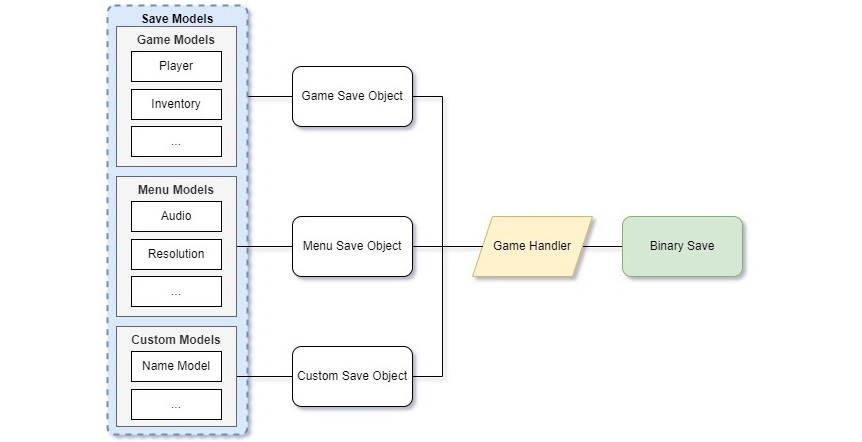 Save Models
Game Models
Player
Inventory
...
Menu Models
Audio
Resolution
...
Custom Models
Name Model
...
Game Save Object
Menu Save Object
Custom Save Object
Game Handler
Binary Save